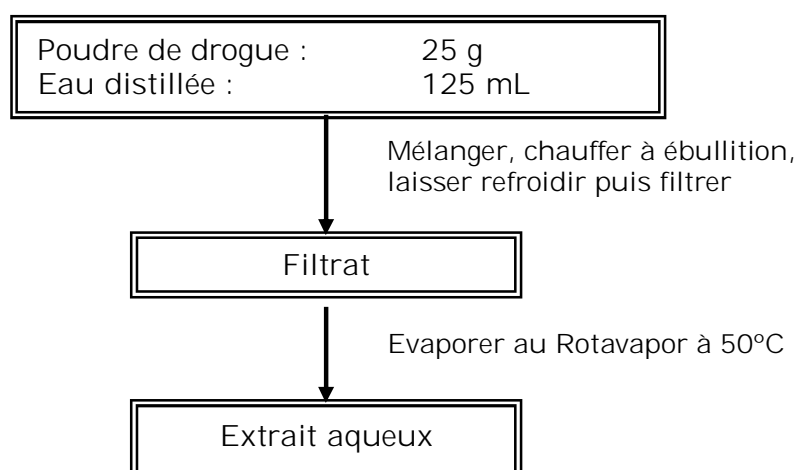 Poudre de drogue : 25 g
Eau distillée : 125 mL
Mélanger, chauffer à ébullition,
laisser refroidir puis filtrer
Filtrat
Evaporer au Rotavapor à 50°C
Extrait aqueux